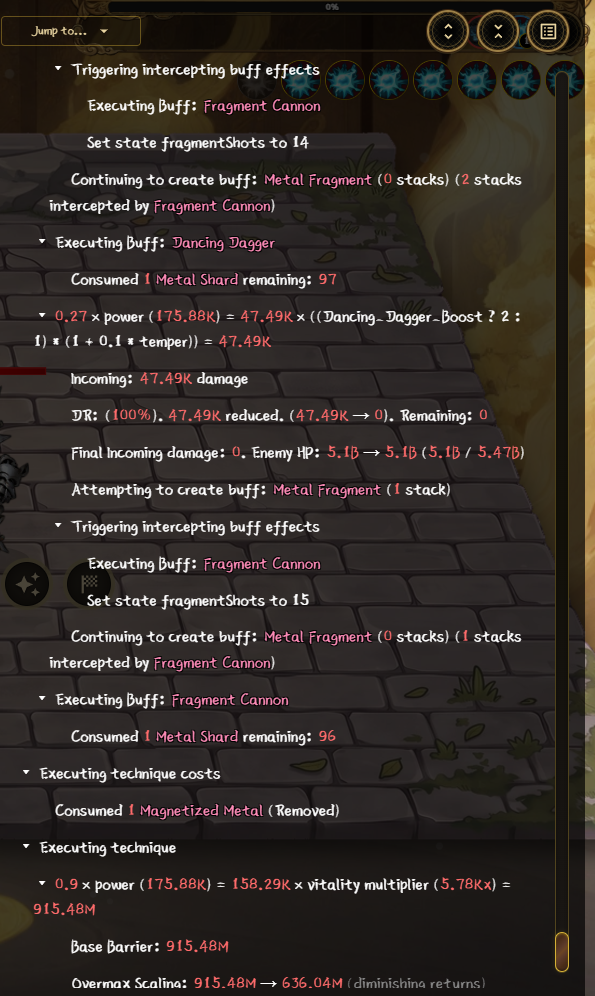 0%
Jump to...
Triggering intercepting buff effects
Executing Buff: Fragment Cannon
Set state fragmentShots to 14
Continuing to create buff: Metal Fragment (0 stacks) (2 stacks
intercepted by Fragment Cannon)
Executing Buff: Dancing Dagger
Consumed 1 Metal Shard remaining: 97
0.27 × power (175.88K) = 47.49K × ((Dancing_Dagger_Boost ? 2 :
1) * (1 + 0.1 * temper)) = 47.49K
Incoming: 47.49K damage
DR: (100%). 47.49K reduced. (47.49K → 0). Remaining: 0
Final Incoming damage: 0. Enemy HP: 5.1B → 5.1B (5.1B / 5.47B)
Attempting to create buff: Metal Fragment (1 stack)
Triggering intercepting buff effects
Executing Buff: Fragment Cannon
Set state fragmentShots to 15
Continuing to create buff: Metal Fragment (0 stacks) (1 stacks
intercepted by Fragment Cannon)
Executing Buff: Fragment Cannon
Consumed 1 Metal Shard remaining: 96
Executing technique costs
Consumed 1 Magnetized Metal (Removed)
Executing technique
0.9 × power (175.88K) = 158.29K × vitality multiplier (5.78Kx) =
915.48M
Base Barrier: 915.48M
Overmax Scaling: 915.48M → 636.04M (diminishing returns)